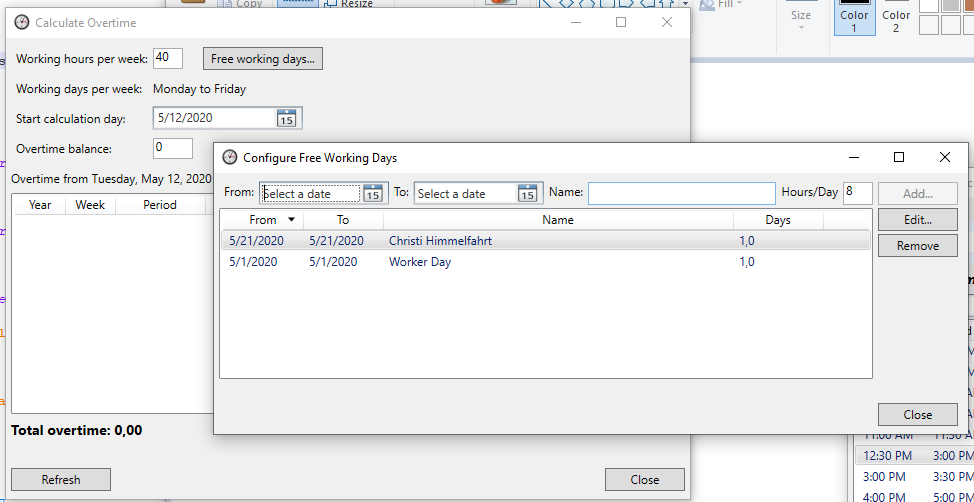 Copy
Resize
Fill
Size
Color
1
Color
2
Calculate Overtime
Working hours per week: 40 Free working days...
Working days per week: Monday to Friday
Start calculation day: 5/12/2020 15
Overtime balance: 0
Overtime from Tuesday, May 12, 2020
Year Week Period
Total overtime: 0,00
Refresh Close
Configure Free Working Days
From: Select a date 15 To: Select a date 15 Name: Hours/Day 8 Add...
From To Name Days Edit...
5/21/2020 5/21/2020 Christi Himmelfahrt 1,0 Remove
5/1/2020 5/1/2020 Worker Day 1,0
Close
11:00 AM
12:30 PM 3:00 PM
3:00 PM 3:30 PM
4:00 PM 5:00 PM